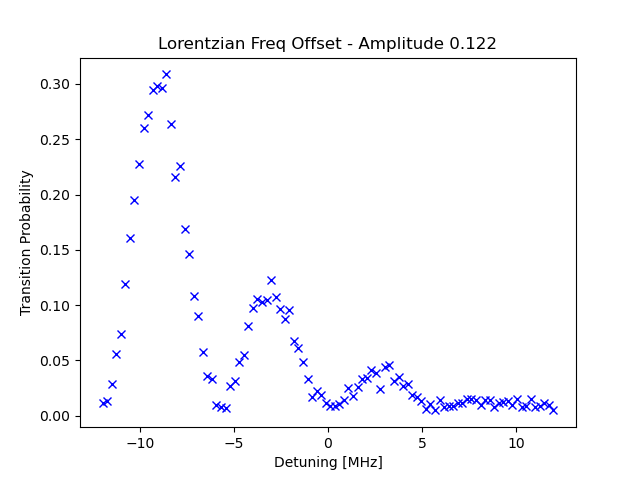 Lorentzian Freq Offset - Amplitude 0.122
Transition Probability
0.30
0.25
0.20
0.15
0.10
0.05
0.00
−10 −5 0 5 10
Detuning [MHz]